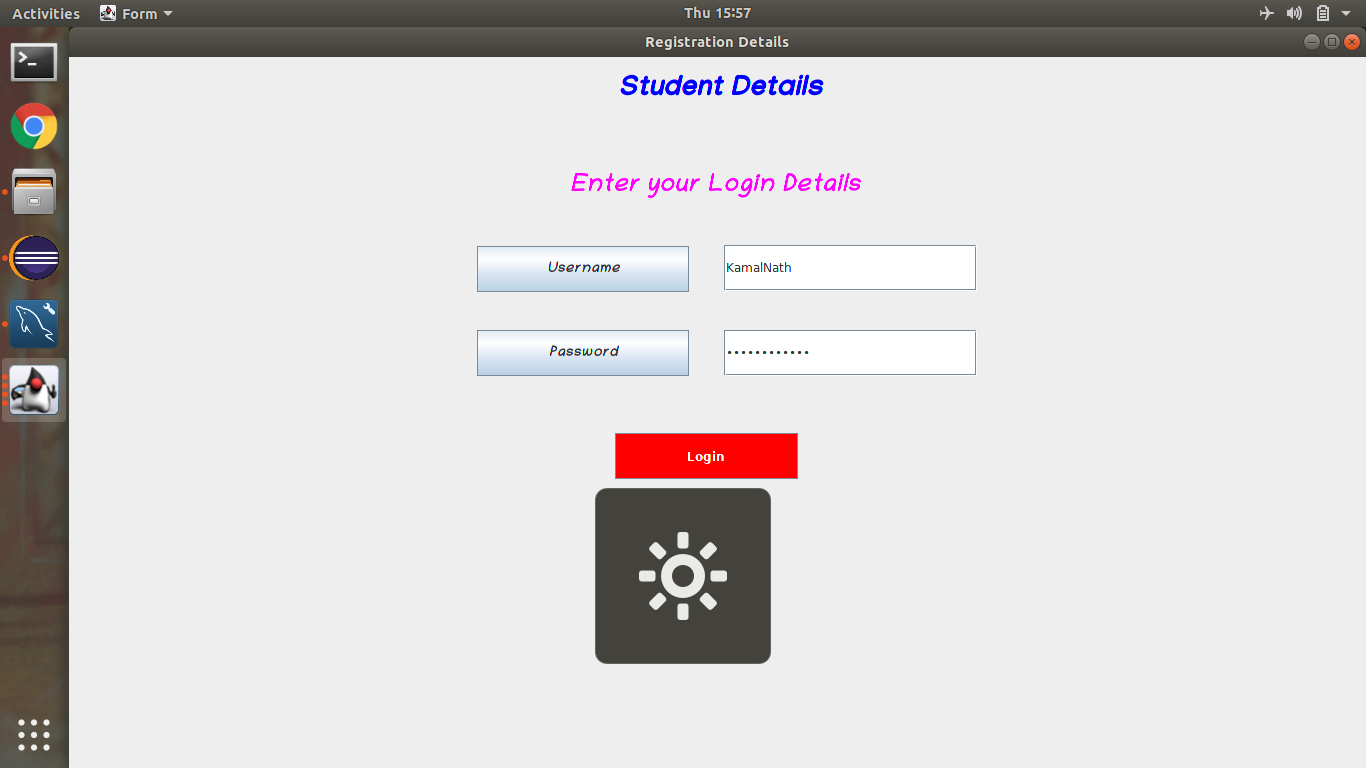 Activities Form Thu 15:57
Registration Details
Student Details
Enter your Login Details
Username KamalNath
Password ••••••••••••
Login